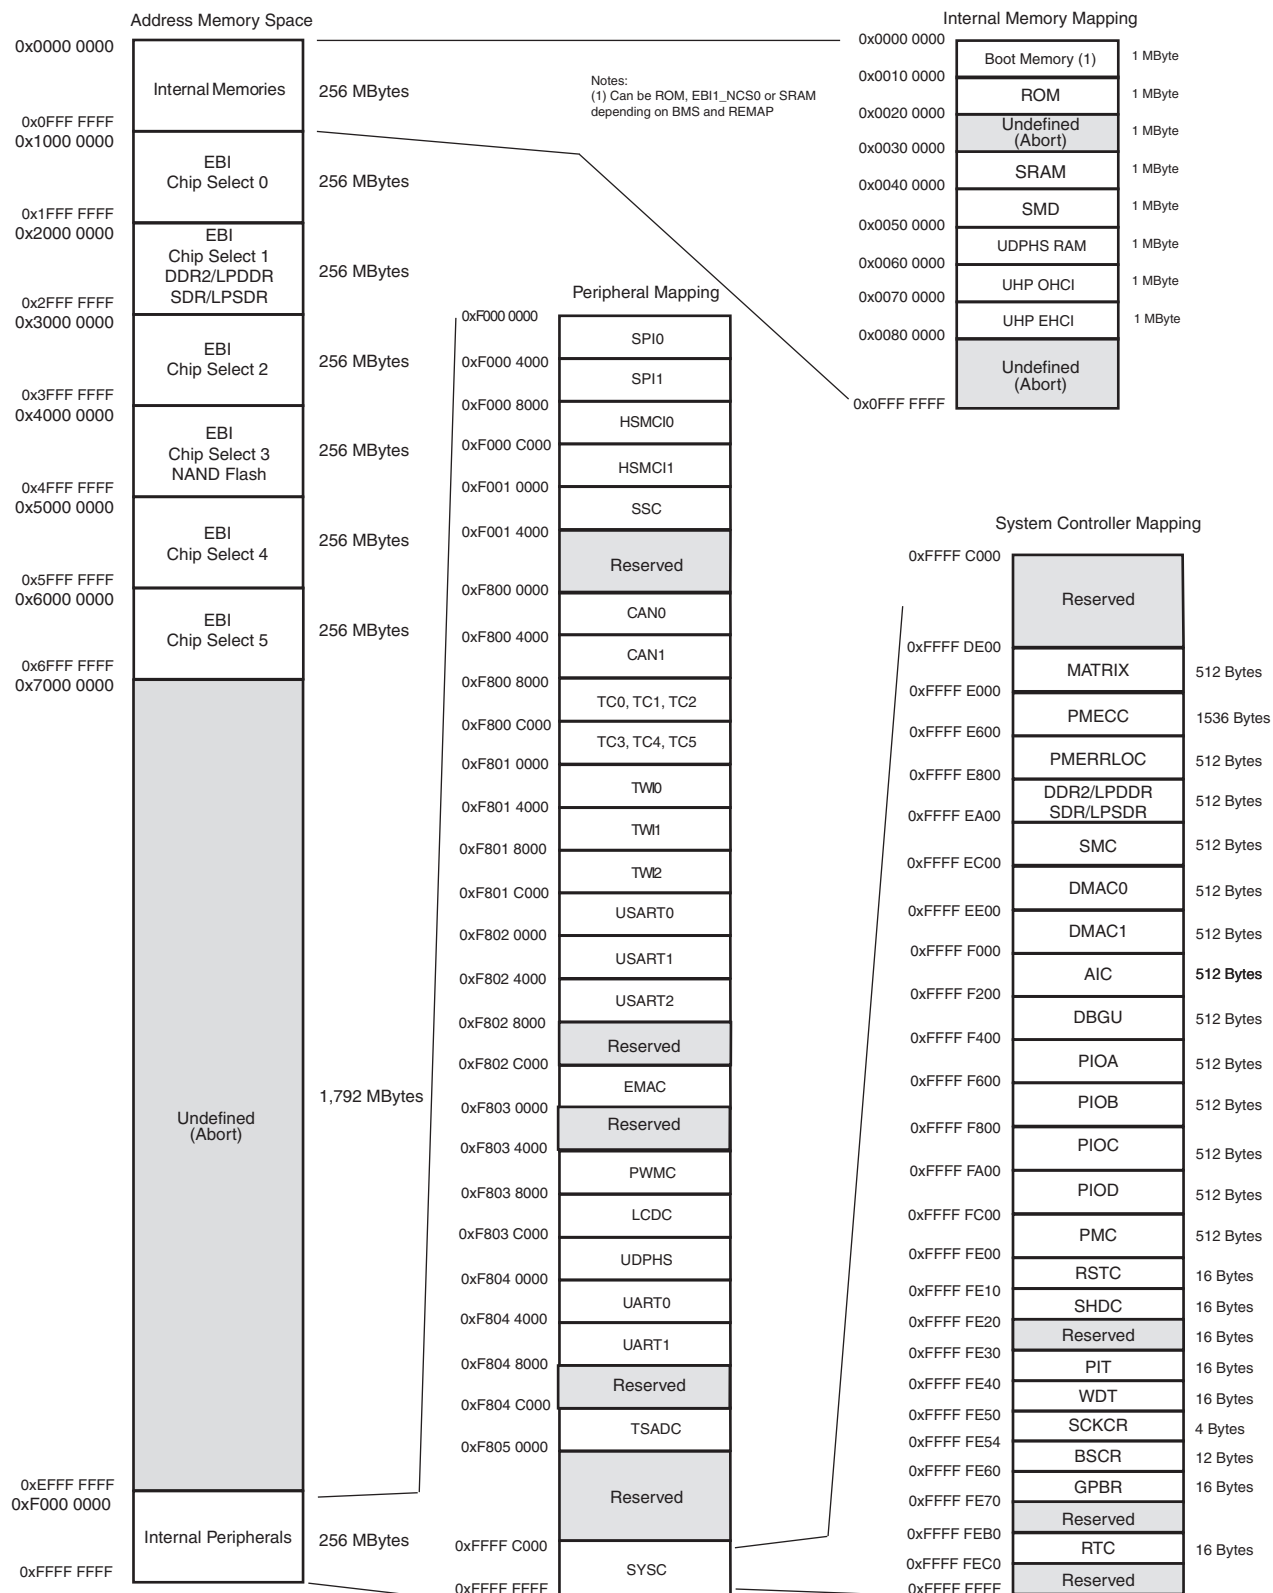 Address Memory Space
0x0000 0000
Internal Memories
256 MBytes
0x0FFF FFFF
0x1000 0000
EBI
Chip Select 0
256 MBytes
0x1FFF FFFF
0x2000 0000
EBI
Chip Select 1
DDR2/LPDDR
SDR/LPSDR
256 MBytes
0x2FFF FFFF
0x3000 0000
EBI
Chip Select 2
256 MBytes
0x3FFF FFFF
0x4000 0000
EBI
Chip Select 3
NAND Flash
256 MBytes
0x4FFF FFFF
0x5000 0000
EBI
Chip Select 4
256 MBytes
0x5FFF FFFF
0x6000 0000
EBI
Chip Select 5
256 MBytes
0x6FFF FFFF
0x7000 0000
Undefined
(Abort)
1,792 MBytes
0xEFFF FFFF
0xF000 0000
Internal Peripherals
256 MBytes
0xFFFF FFFF
Notes:
(1) Can be ROM, EBI1_NCS0 or SRAM
depending on BMS and REMAP
Peripheral Mapping
0xF000 0000
SPI0
0xF000 4000
SPI1
0xF000 8000
HSMCI0
0xF000 C000
HSMCI1
0xF001 0000
SSC
0xF001 4000
Reserved
0xF800 0000
CAN0
0xF800 4000
CAN1
0xF800 8000
TC0, TC1, TC2
0xF800 C000
TC3, TC4, TC5
0xF801 0000
TWI0
0xF801 4000
TWI1
0xF801 8000
TWI2
0xF801 C000
USART0
0xF802 0000
USART1
0xF802 4000
USART2
0xF802 8000
Reserved
0xF802 C000
EMAC
0xF803 0000
Reserved
0xF803 4000
PWMC
0xF803 8000
LCDC
0xF803 C000
UDPHS
0xF804 0000
UART0
0xF804 4000
UART1
0xF804 8000
Reserved
0xF804 C000
TSADC
0xF805 0000
Reserved
0xFFFF C000
SYSC
0xFFFF FFFF
Internal Memory Mapping
0x0000 0000
Boot Memory (1)
1 MByte
0x0010 0000
ROM
1 MByte
0x0020 0000
Undefined
(Abort)
1 MByte
0x0030 0000
SRAM
1 MByte
0x0040 0000
SMD
1 MByte
0x0050 0000
UDPHS RAM
1 MByte
0x0060 0000
UHP OHCI
1 MByte
0x0070 0000
UHP EHCI
1 MByte
0x0080 0000
Undefined
(Abort)
0x0FFF FFFF
System Controller Mapping
0xFFFF C000
Reserved
0xFFFF DE00
MATRIX
512 Bytes
0xFFFF E000
PMECC
1536 Bytes
0xFFFF E600
PMERRLOC
512 Bytes
0xFFFF E800
DDR2/LPDDR
SDR/LPSDR
512 Bytes
0xFFFF EA00
SMC
512 Bytes
0xFFFF EC00
DMAC0
512 Bytes
0xFFFF EE00
DMAC1
512 Bytes
0xFFFF F000
AIC
512 Bytes
0xFFFF F200
DBGU
512 Bytes
0xFFFF F400
PIOA
512 Bytes
0xFFFF F600
PIOB
512 Bytes
0xFFFF F800
PIOC
512 Bytes
0xFFFF FA00
PIOD
512 Bytes
0xFFFF FC00
PMC
512 Bytes
0xFFFF FE00
RSTC
16 Bytes
0xFFFF FE10
SHDC
16 Bytes
0xFFFF FE20
Reserved
16 Bytes
0xFFFF FE30
PIT
16 Bytes
0xFFFF FE40
WDT
16 Bytes
0xFFFF FE50
SCKCR
4 Bytes
0xFFFF FE54
BSCR
12 Bytes
0xFFFF FE60
GPBR
16 Bytes
0xFFFF FE70
Reserved
0xFFFF FEB0
RTC
16 Bytes
0xFFFF FEC0
Reserved
0xFFFF FFFF